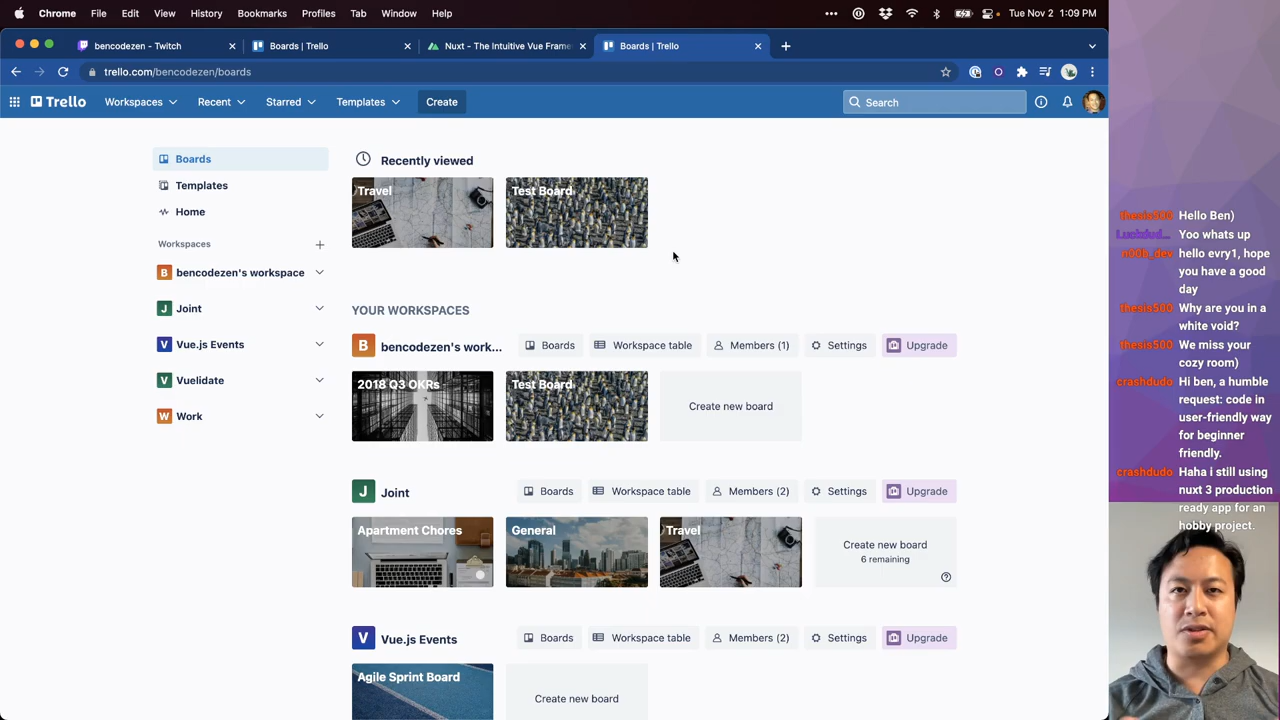 Chrome File Edit View History Bookmarks Profiles Tab Window Help
Tue Nov 2 1:09 PM
bencodezen - Twitch
Boards | Trello
Nuxt - The Intuitive Vue Frame
Boards | Trello
trello.com/bencodezen/boards
Trello
Workspaces
Recent
Starred
Templates
Create
Search
Boards
Templates
Home
Workspaces
B bencodezen's workspace
J Joint
V Vue.js Events
V Vuelidate
W Work
Recently viewed
Travel
Test Board
YOUR WORKSPACES
B bencodezen's work...
Boards
Workspace table
Members (1)
Settings
Upgrade
2018 Q3 OKRs
Test Board
Create new board
J Joint
Boards
Workspace table
Members (2)
Settings
Upgrade
Apartment Chores
General
Travel
Create new board
6 remaining
V Vue.js Events
Boards
Workspace table
Members (2)
Settings
Upgrade
Agile Sprint Board
Create new board
thesis500 Hello Ben)
Luckdud... Yoo whats up
n00b_dev hello evry1, hope
you have a good
day
thesis500 Why are you in a
white void?
thesis500 We miss your
cozy room)
crashdudo Hi ben, a humble
request: code in
user-friendly way
for beginner
friendly.
crashdudo Haha i still using
nuxt 3 production
ready app for an
hobby project.